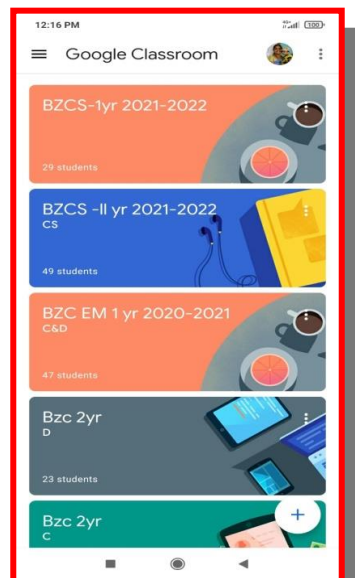 12:16 PM
100
Google Classroom
BZCS-1yr 2021-2022
29 students
BZCS -II yr 2021-2022
CS
49 students
BZC EM 1 yr 2020-2021
C&D
47 students
Bzc 2yr
D
23 students
Bzc 2yr
C